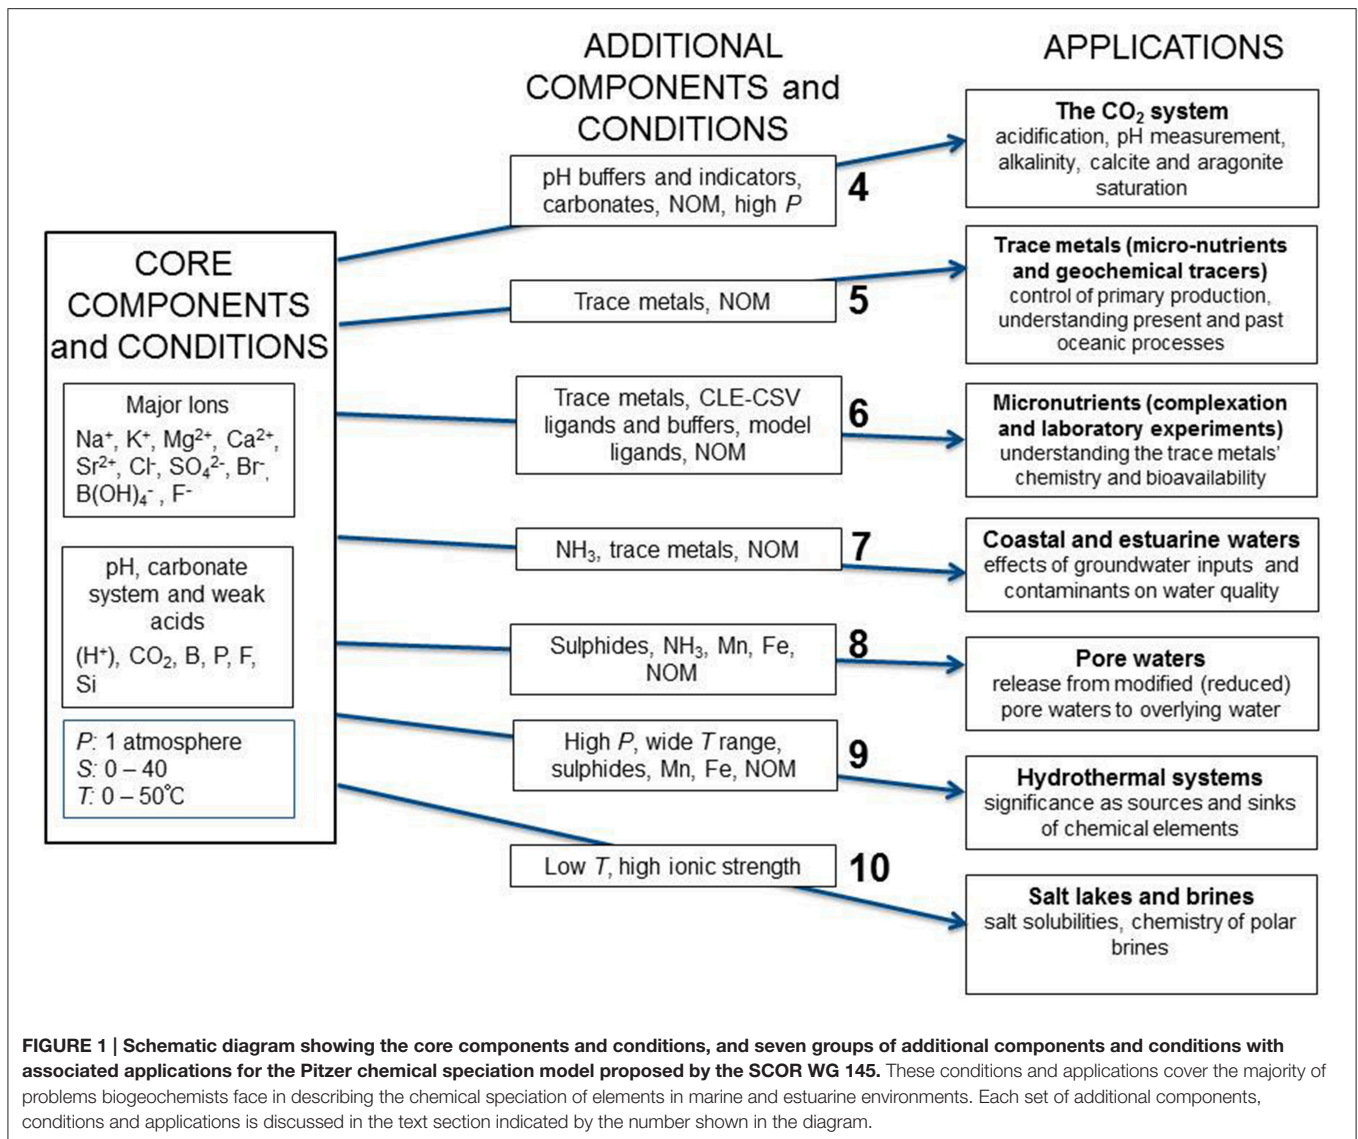 ADDITIONAL
COMPONENTS and
CONDITIONS
APPLICATIONS
CORE
COMPONENTS
and CONDITIONS
Major Ions
Na⁺, K⁺, Mg²⁺, Ca²⁺,
Sr²⁺, Cl⁻, SO₄²⁻, Br⁻,
B(OH)₄⁻ , F⁻
pH, carbonate
system and weak
acids
(H⁺), CO₂, B, P, F,
Si
P: 1 atmosphere
S: 0 – 40
T: 0 – 50°C
pH buffers and indicators,
carbonates, NOM, high P
4
The CO₂ system
acidification, pH measurement,
alkalinity, calcite and aragonite
saturation
Trace metals, NOM
5
Trace metals (micro-nutrients
and geochemical tracers)
control of primary production,
understanding present and past
oceanic processes
Trace metals, CLE-CSV
ligands and buffers, model
ligands, NOM
6
Micronutrients (complexation
and laboratory experiments)
understanding the trace metals'
chemistry and bioavailability
NH₃, trace metals, NOM
7
Coastal and estuarine waters
effects of groundwater inputs and
contaminants on water quality
Sulphides, NH₃, Mn, Fe,
NOM
8
Pore waters
release from modified (reduced)
pore waters to overlying water
High P, wide T range,
sulphides, Mn, Fe, NOM
9
Hydrothermal systems
significance as sources and sinks
of chemical elements
Low T, high ionic strength
10
Salt lakes and brines
salt solubilities, chemistry of polar
brines
FIGURE 1 | Schematic diagram showing the core components and conditions, and seven groups of additional components and conditions with
associated applications for the Pitzer chemical speciation model proposed by the SCOR WG 145. These conditions and applications cover the majority of
problems biogeochemists face in describing the chemical speciation of elements in marine and estuarine environments. Each set of additional components,
conditions and applications is discussed in the text section indicated by the number shown in the diagram.